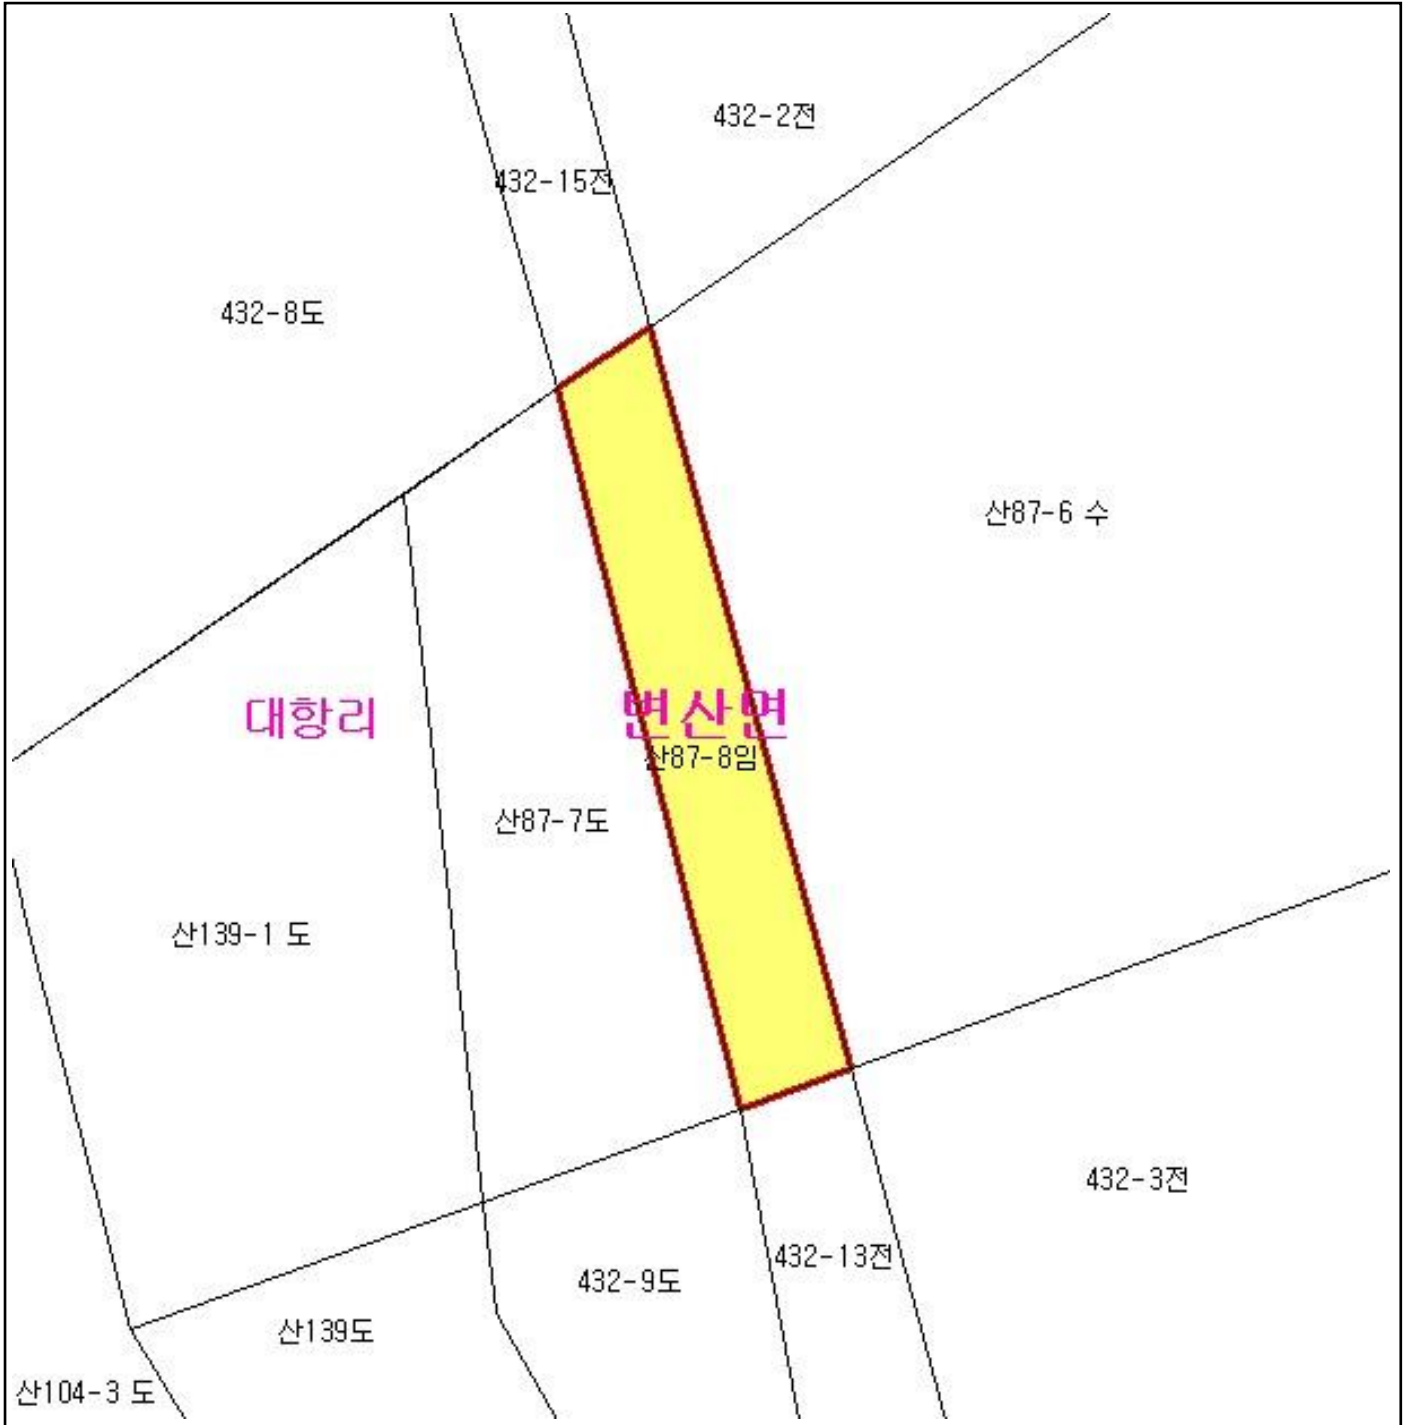 432-2전
432-15전
432-8도
산87-6 수
대항리
변산면
산87-8임
산87-7도
산139-1 도
432-3전
432-13전
432-9도
산139도
산104-3 도